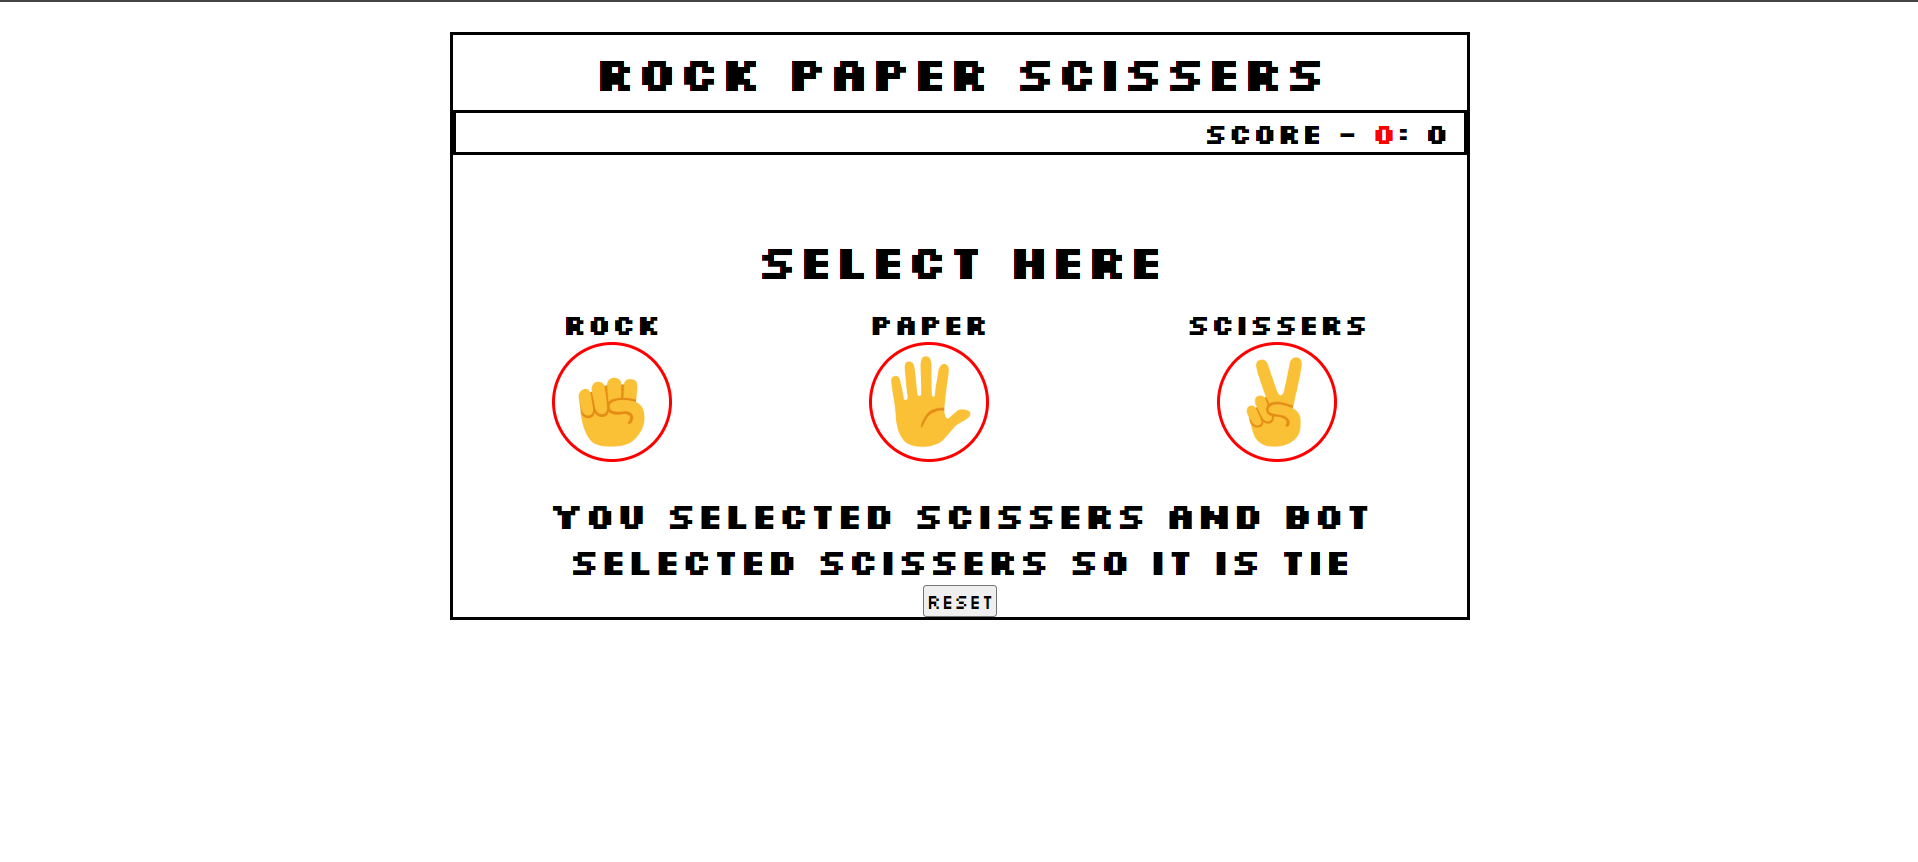 ROCK PAPER SCISSERS
SCORE - 0: 0
SELECT HERE
ROCK PAPER SCISSERS
YOU SELECTED SCISSERS AND BOT
SELECTED SCISSERS SO IT IS TIE
RESET